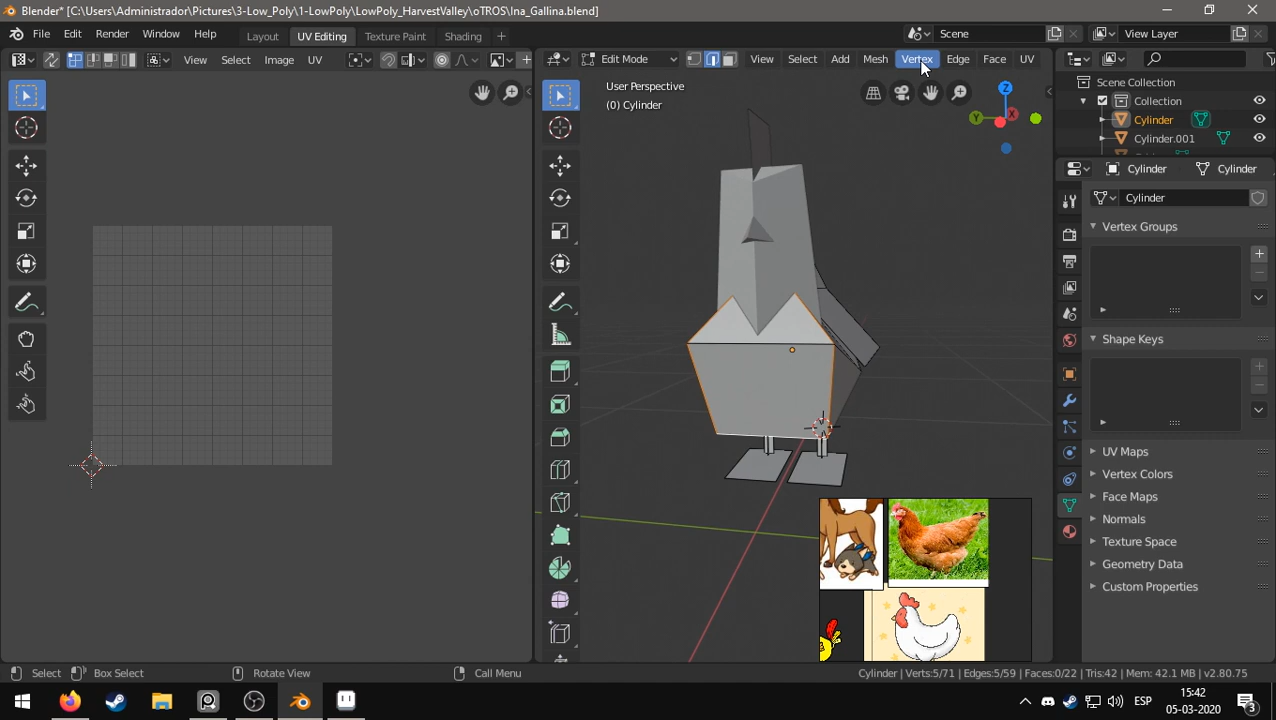 Blender* [C:\Users\Administrador\Pictures\3-Low_Poly\1-LowPoly\LowPoly_HarvestValley\oTROS\Ina_Gallina.blend]
File Edit Render Window Help Layout UV Editing Texture Paint Shading + Scene View Layer
View Select Image UV Edit Mode View Select Add Mesh Vertex Edge Face UV
User Perspective
(0) Cylinder
Scene Collection
Collection
Cylinder
Cylinder.001
Z
Y
X
Cylinder Cylinder
Cylinder
Vertex Groups
Shape Keys
UV Maps
Vertex Colors
Face Maps
Normals
Texture Space
Geometry Data
Custom Properties
Select Box Select Rotate View Call Menu Cylinder | Verts:5/71 | Edges:5/59 | Faces:0/22 | Tris:42 | Mem: 42.1 MB | v2.80.75
ESP
15:42
05-03-2020
3